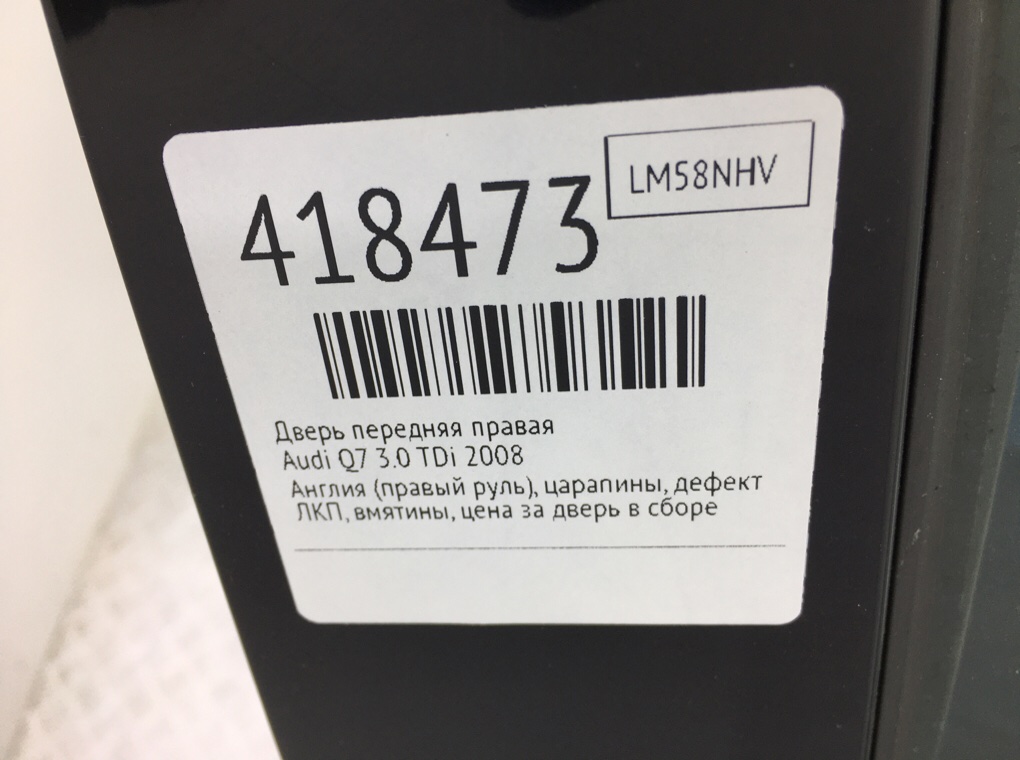 LM58NHV
418473
Дверь передняя правая
Audi Q7 3.0 TDi 2008
Англия (правый руль), царапины, дефект
ЛКП, вмятины, цена за дверь в сборе